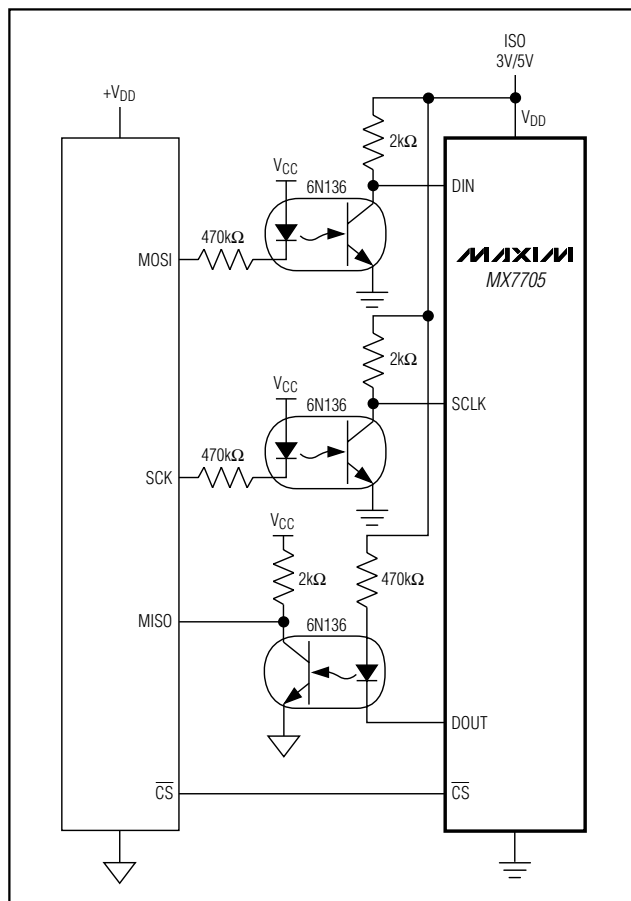 ISO
3V/5V
+VDD
VDD
2kΩ
VCC
6N136
DIN
470kΩ
MOSI
MAXIM
MX7705
2kΩ
VCC
6N136
SCLK
470kΩ
SCK
VCC
2kΩ
470kΩ
MISO
6N136
DOUT
CS
CS